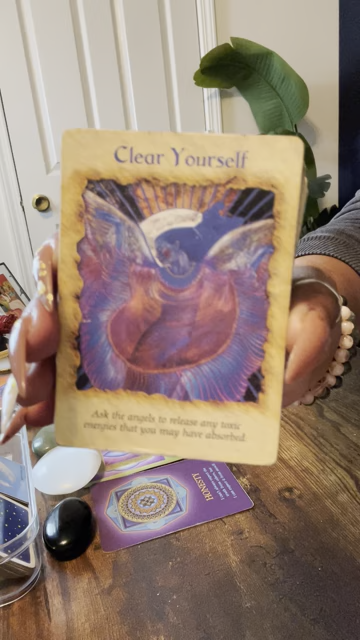 Clear Yourself
Ask the angels to release any toxic
energies that you may have absorbed.
HONESTY